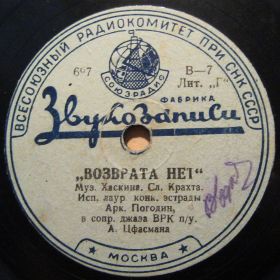 ВСЕСОЮЗНЫЙ РАДИОКОМИТЕТ ПРИ СНК СССР
СОЮЗРАДИО
697
В–7
Лит. „Г"
ФАБРИКА
Звукозаписи
„ВОЗВРАТА НЕТ"
Муз. Хаскина. Сл. Крахта.
Исп. лаур. конк. эстрады
Арк. Погодин,
в сопр. джаза ВРК п/у.
А. Цфасмана
МОСКВА